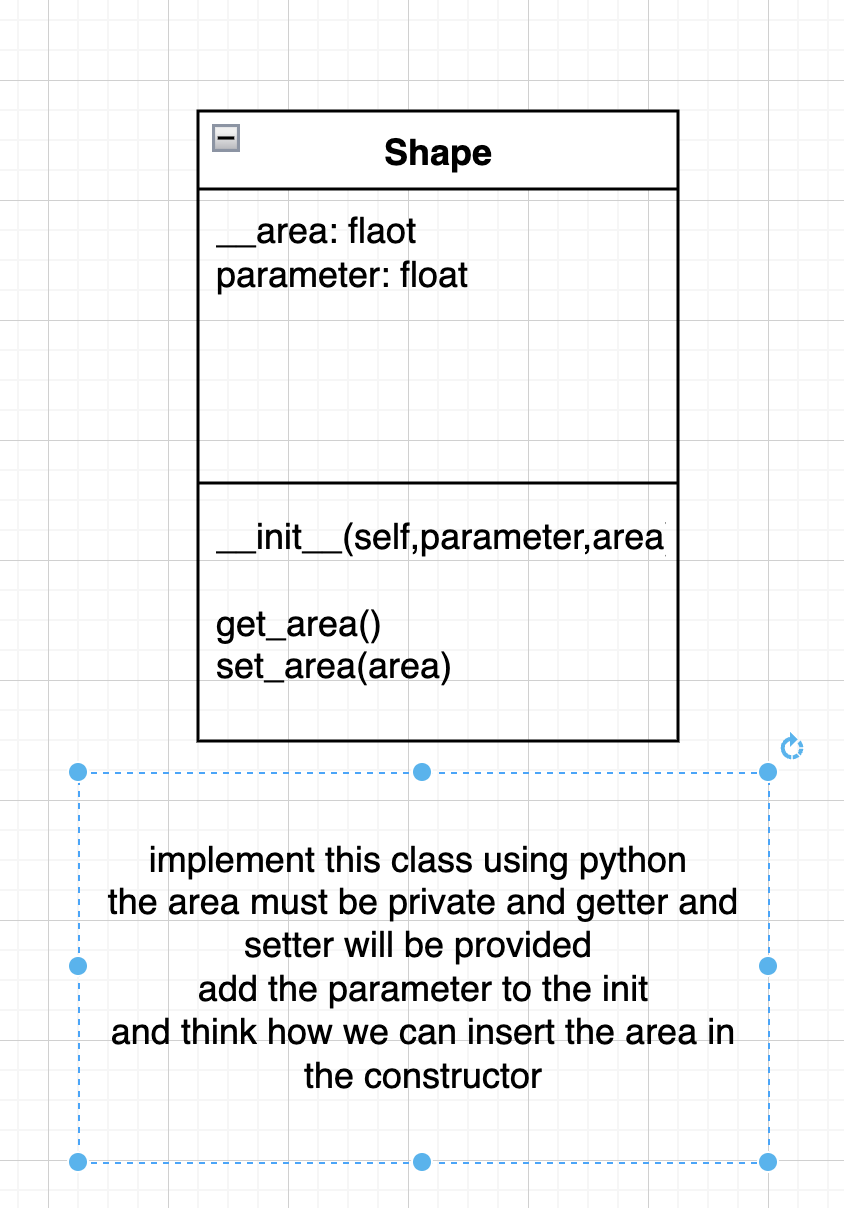 Shape
__area: flaot
parameter: float
__init__(self,parameter,area
get_area()
set_area(area)
implement this class using python
the area must be private and getter and
setter will be provided
add the parameter to the init
and think how we can insert the area in
the constructor